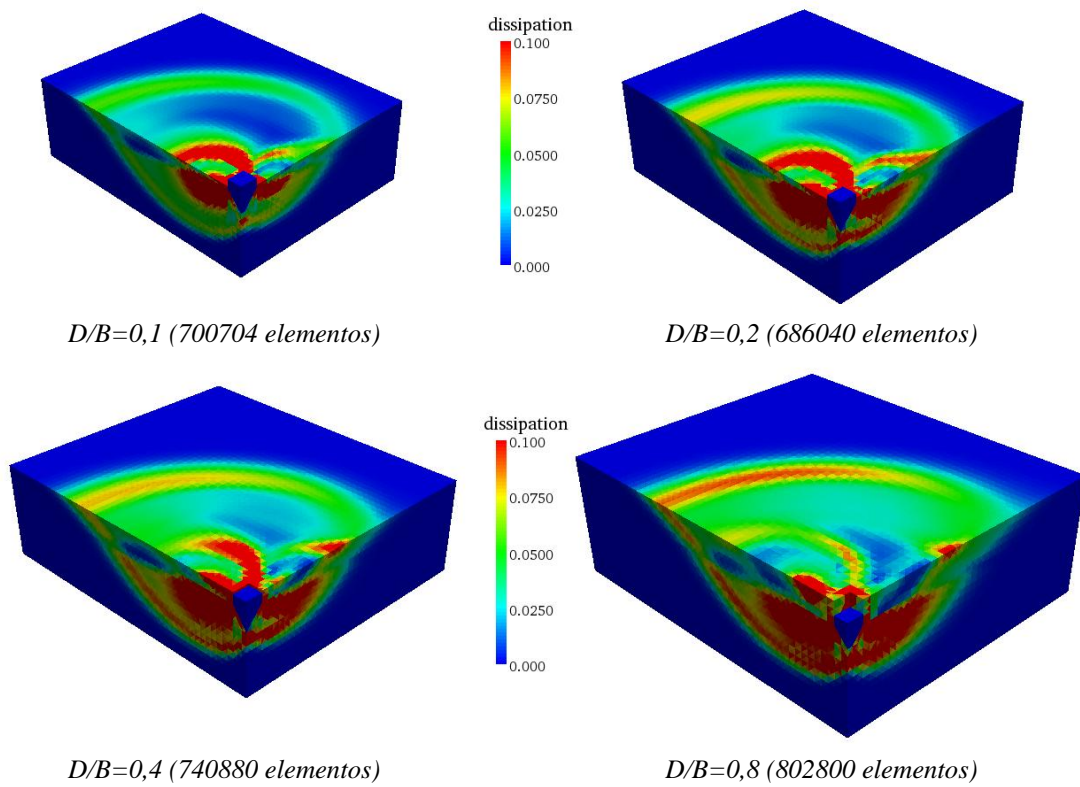 dissipation
0.100
0.0750
0.0500
0.0250
0.000
D/B=0,1 (700704 elementos)
D/B=0,2 (686040 elementos)
dissipation
0.100
0.0750
0.0500
0.0250
0.000
D/B=0,4 (740880 elementos)
D/B=0,8 (802800 elementos)